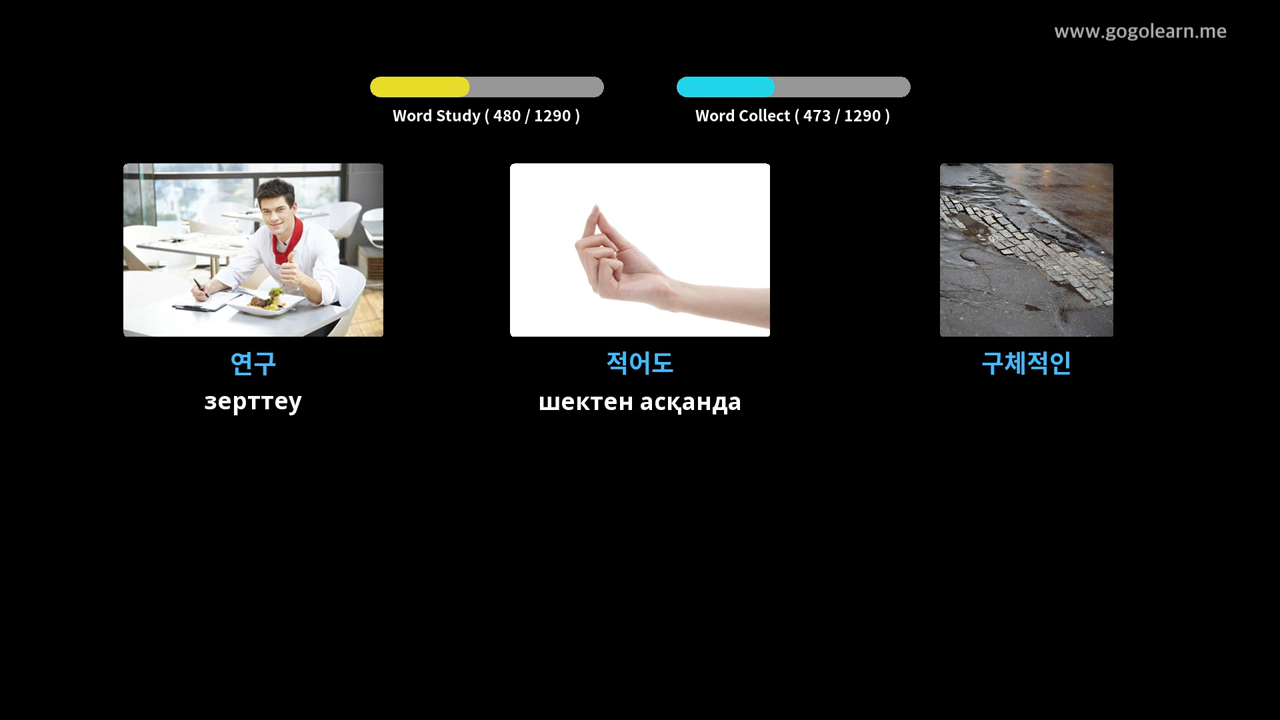 www.gogolearn.me
Word Study ( 480 / 1290 )
Word Collect ( 473 / 1290 )
연구
зерттеу
적어도
шектен асқанда
구체적인